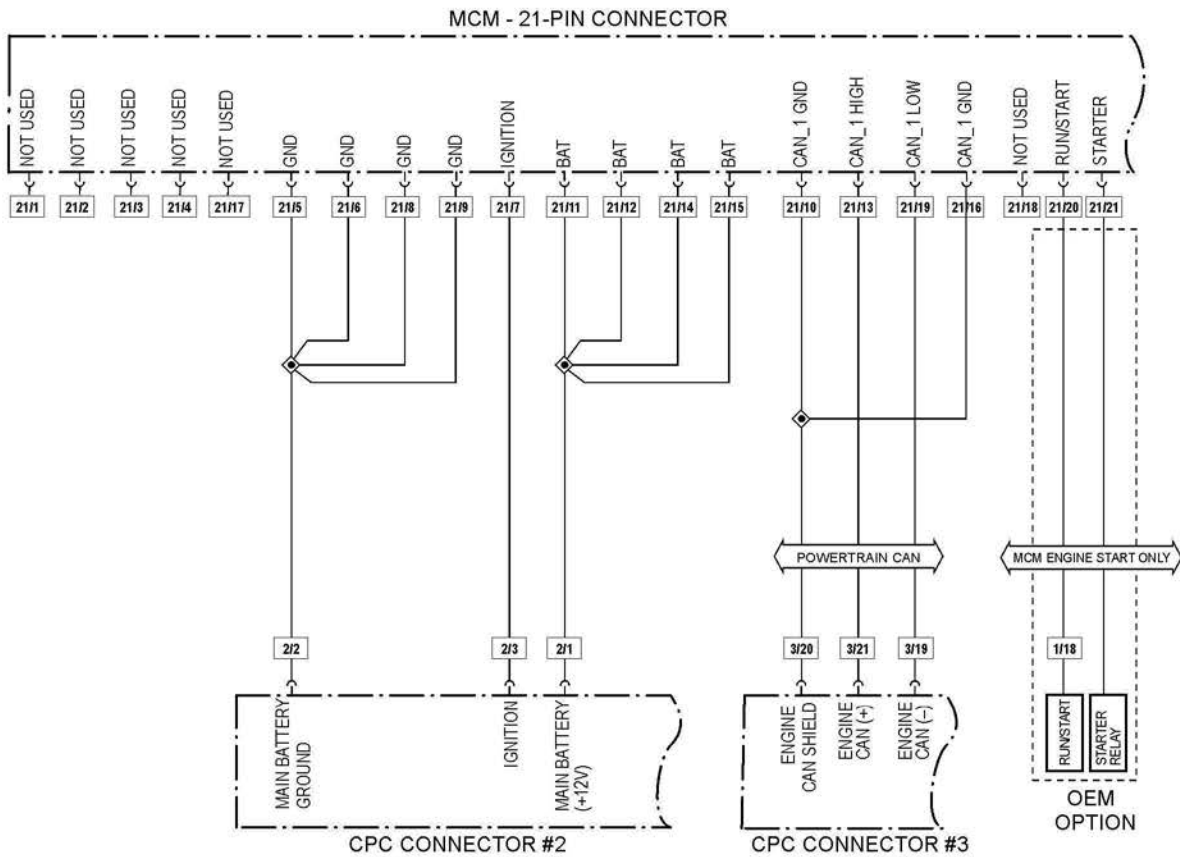 MCM - 21-PIN CONNECTOR
NOT USED
NOT USED
NOT USED
NOT USED
NOT USED
GND
GND
GND
GND
IGNITION
BAT
BAT
BAT
BAT
CAN_1 GND
CAN_1 HIGH
CAN_1 LOW
CAN_1 GND
NOT USED
RUN/START
STARTER
21/1
21/2
21/3
21/4
21/17
21/5
21/6
21/8
21/9
21/7
21/11
21/12
21/14
21/15
21/10
21/13
21/19
21/16
21/18
21/20
21/21
POWERTRAIN CAN
MCM ENGINE START ONLY
2/2
2/3
2/1
3/20
3/21
3/19
1/18
MAIN BATTERY
GROUND
IGNITION
MAIN BATTERY
(+12V)
ENGINE
CAN SHIELD
ENGINE
CAN (+)
ENGINE
CAN (–)
RUN/START
STARTER
RELAY
CPC CONNECTOR #2
CPC CONNECTOR #3
OEM
OPTION